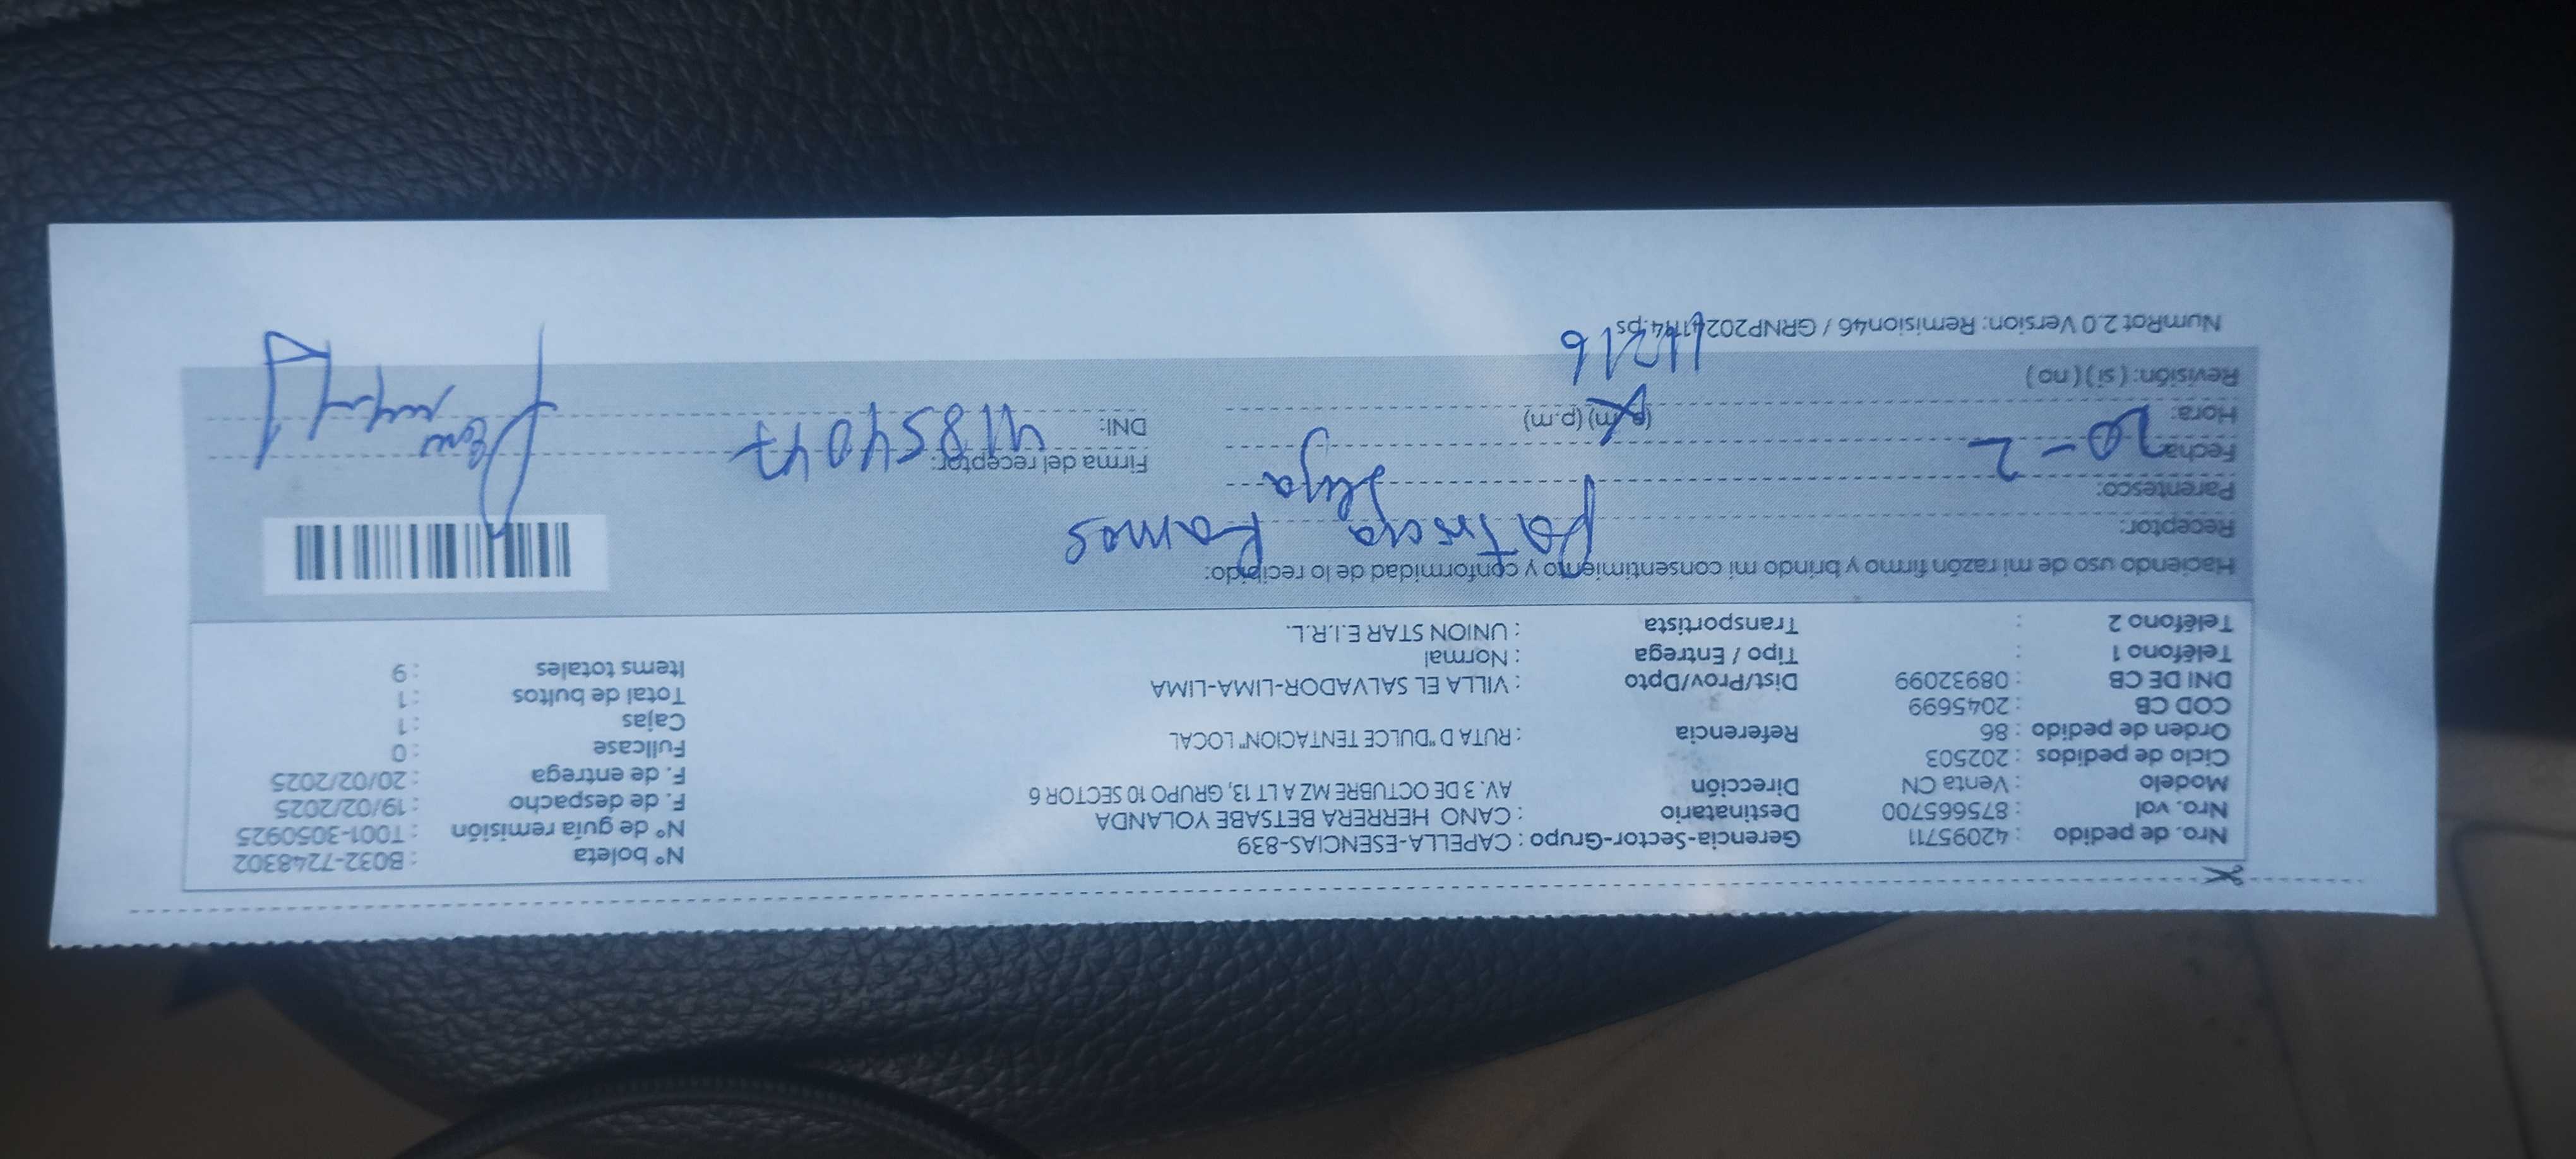 Nro. de pedido : 42095711 Gerencia-Sector-Grupo : CAPELLA-ESENCIAS-839 N° boleta : B032-7248302
Nro. vol : 875665700 Destinatario : CANO HERRERA BETSABE YOLANDA N° de guía remisión : T001-3050925
Modelo : Venta CN Dirección AV. 3 DE OCTUBRE MZ A LT 13, GRUPO 10 SECTOR 6 F. de despacho : 19/02/2025
Ciclo de pedidos : 202503 F. de entrega : 20/02/2025
Orden de pedido : 86 Referencia : RUTA D"DULCE TENTACION" LOCAL Fullcase : 0
COD CB : 2045699 Cajas : 1
DNI DE CB : 08932099 Dist/Prov/Dpto : VILLA EL SALVADOR-LIMA-LIMA Total de bultos : 1
Teléfono 1 : Tipo / Entrega : Normal Items totales : 9
Teléfono 2 : Transportista : UNION STAR E.I.R.L.
Haciendo uso de mi razón firmo y brindo mi consentimiento y conformidad de lo recibido:
Receptor: Patricia Ramos
Parentesco:
Fecha: 20-2 Firma del receptor:
Hora: (a.m) (p.m) DNI: 41854047
Revisión: (si) (no)
NumRot 2.0 Version: Remision46 / GRNP20241144.ps